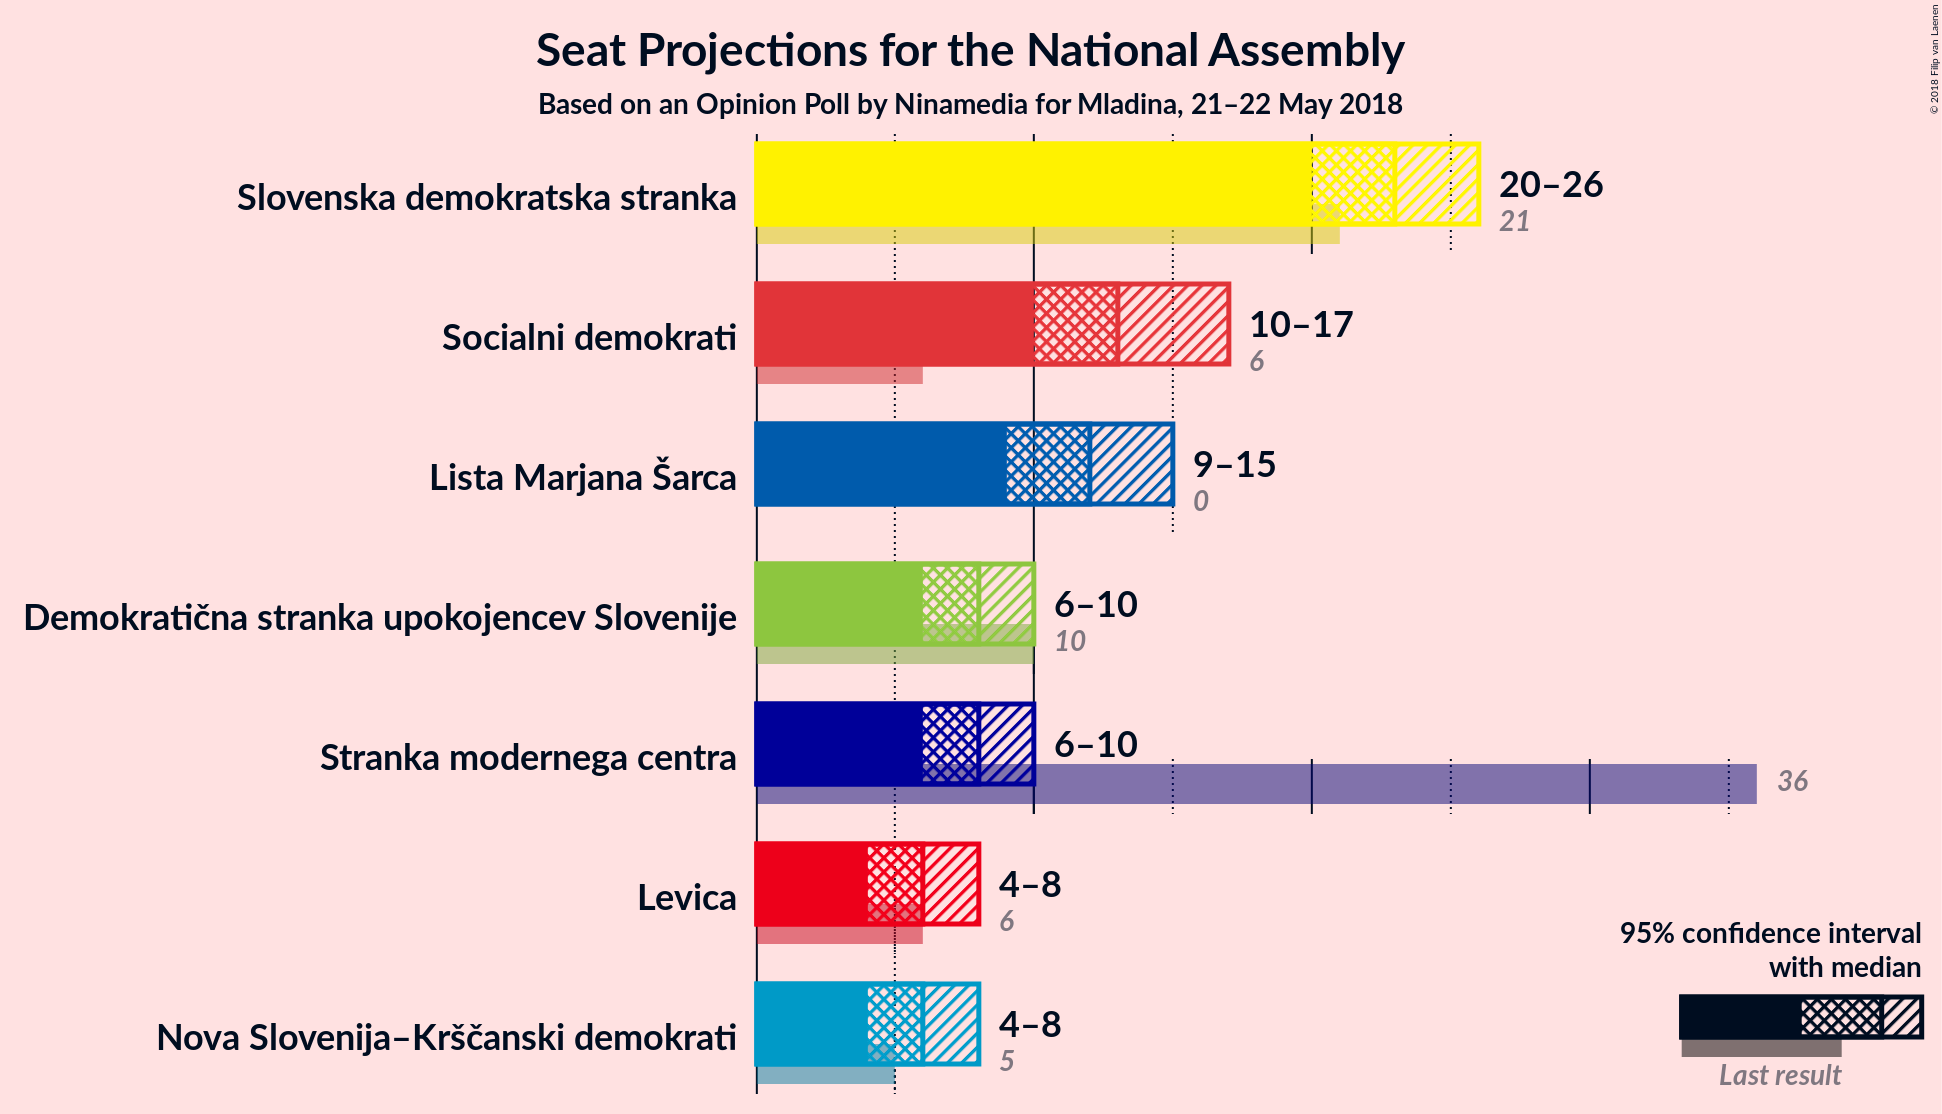 Seat Projections for the National Assembly
Based on an Opinion Poll by Ninamedia for Mladina, 21–22 May 2018
© 2018 Filip van Laenen
Slovenska demokratska stranka
20–26
21
Socialni demokrati
10–17
6
Lista Marjana Šarca
9–15
0
Demokratična stranka upokojencev Slovenije
6–10
10
Stranka modernega centra
6–10
36
Levica
4–8
6
Nova Slovenija–Krščanski demokrati
4–8
5
95% confidence interval
with median
Last result